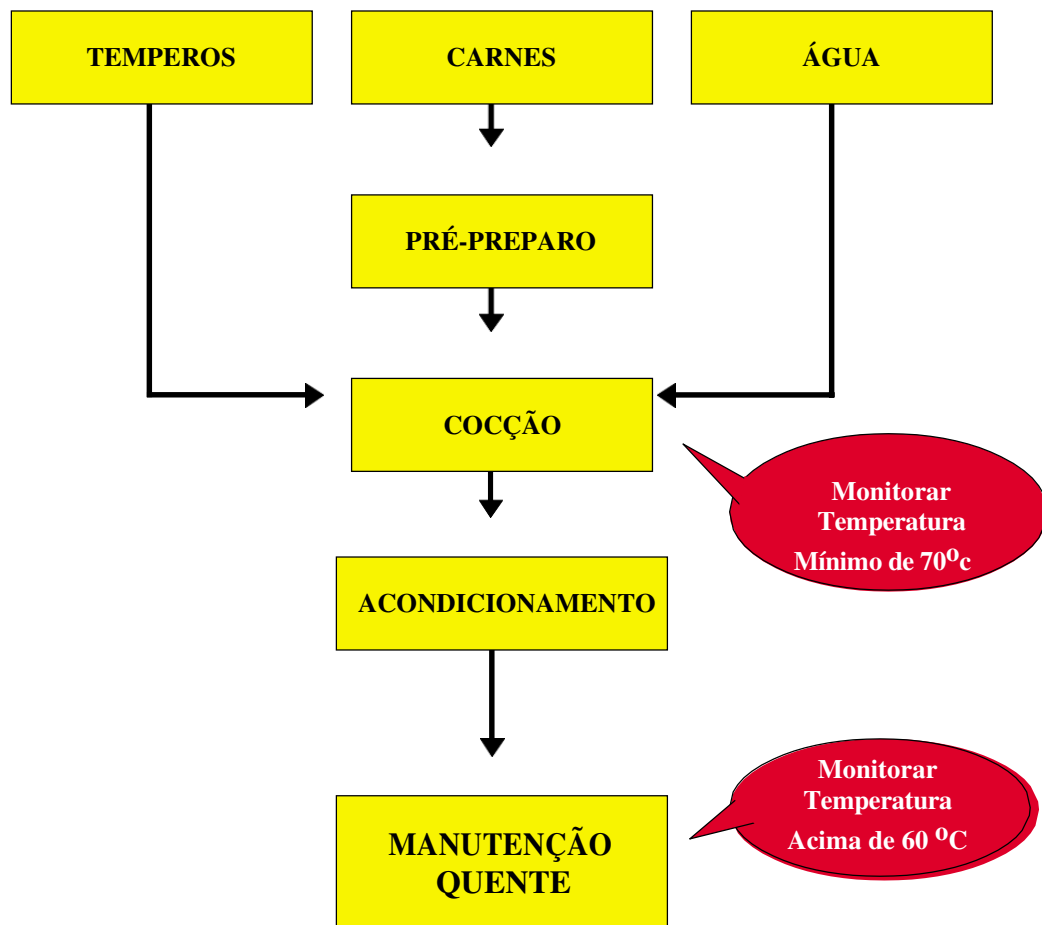 TEMPEROS
CARNES
ÁGUA
PRÉ-PREPARO
COCÇÃO
Monitorar
Temperatura
Mínimo de 70ºc
ACONDICIONAMENTO
Monitorar
Temperatura
Acima de 60 ºC
MANUTENÇÃO
QUENTE